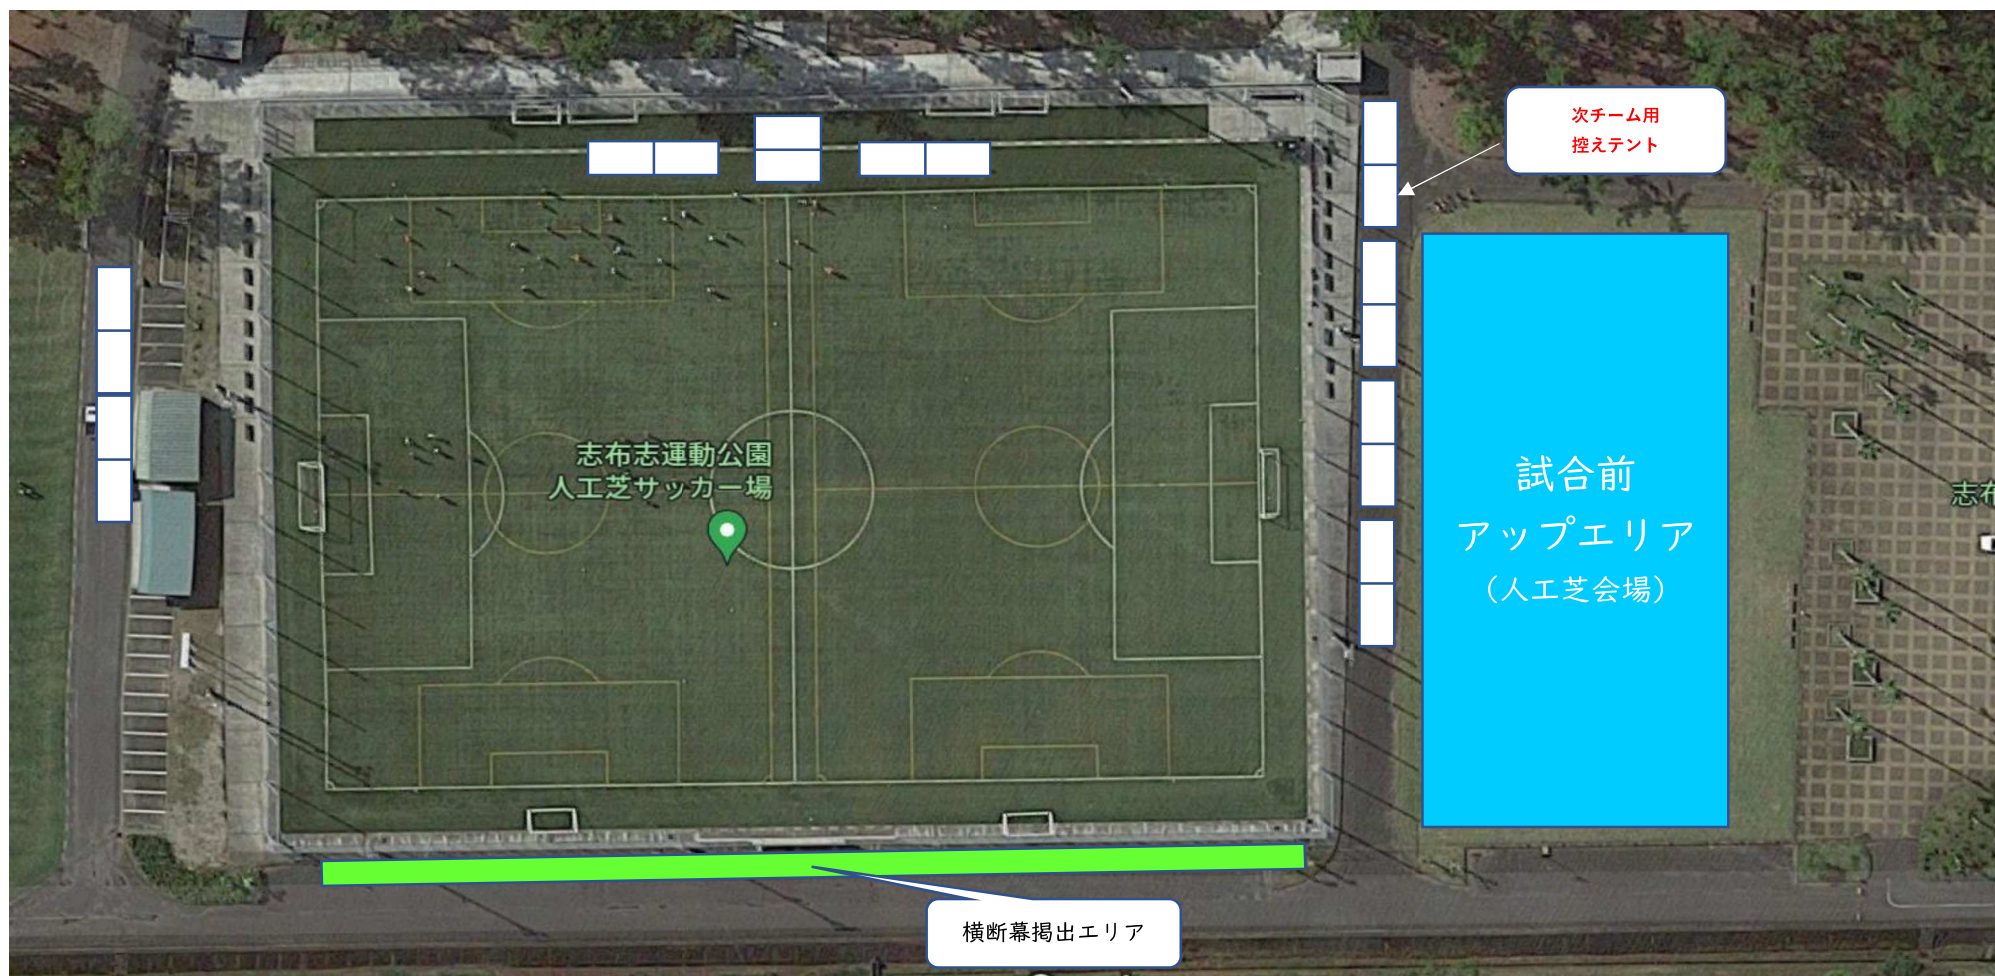 次チーム用
控えテント
志布志運動公園
人工芝サッカー場
試合前
アップエリア
（人工芝会場）
志布
横断幕掲出エリア